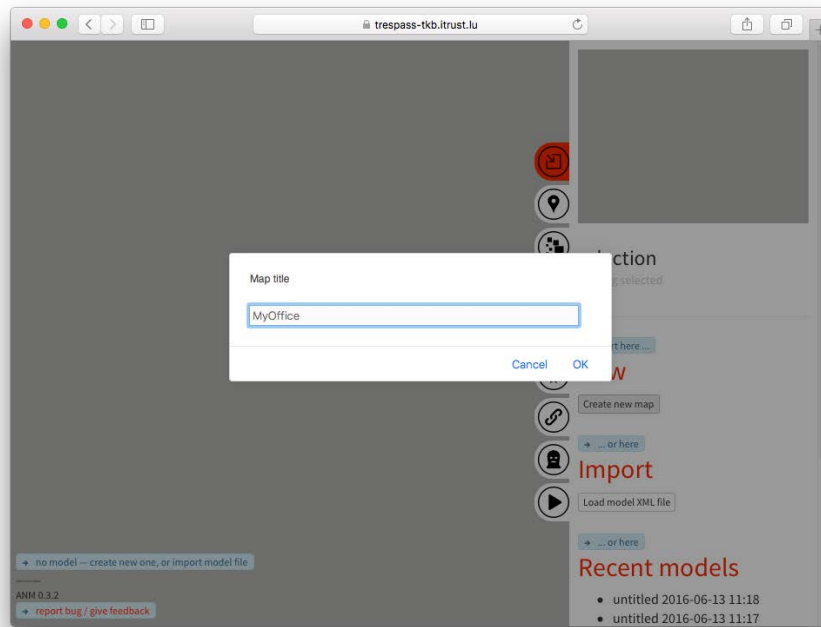 trespass-tkb.itrust.lu
Map title
MyOffice
Cancel OK
no model — create new one, or import model file
ANM 0.3.2
report bug / give feedback
ction
selected
rt here ...
w
Create new map
... or here
Import
Load model XML file
... or here
Recent models
untitled 2016-06-13 11:18
untitled 2016-06-13 11:17